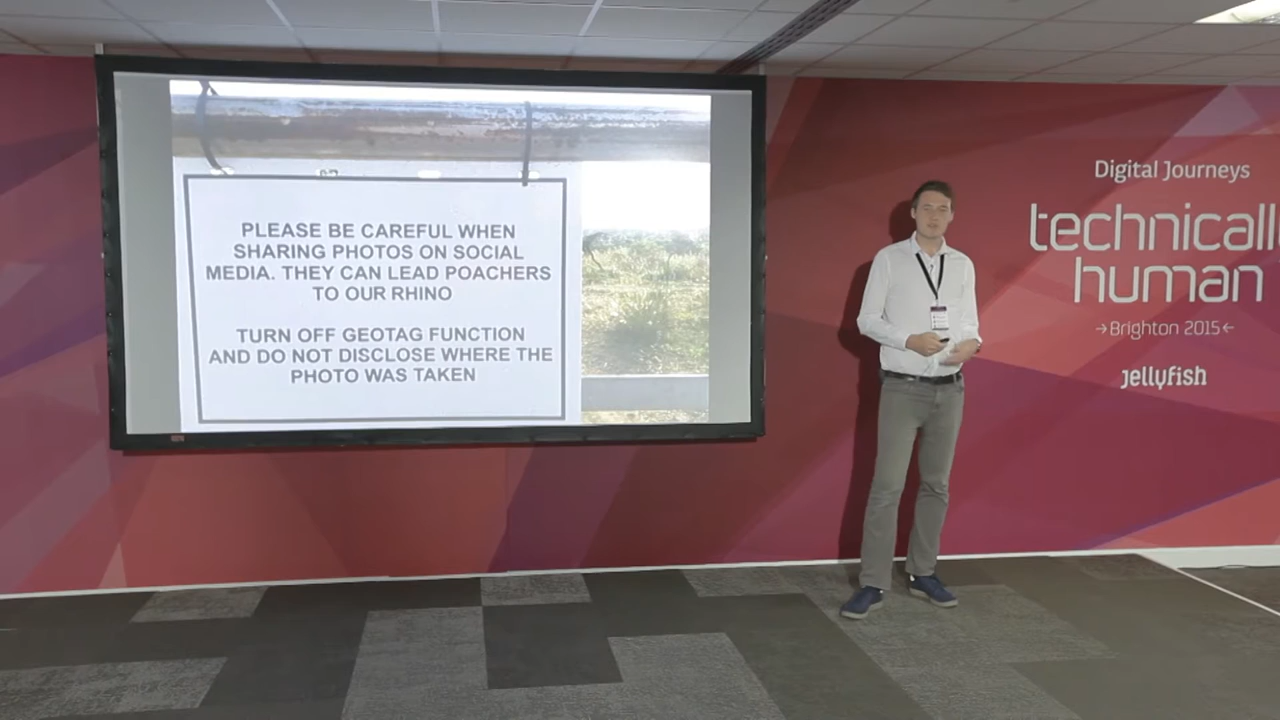 PLEASE BE CAREFUL WHEN
SHARING PHOTOS ON SOCIAL
MEDIA. THEY CAN LEAD POACHERS
TO OUR RHINO
TURN OFF GEOTAG FUNCTION
AND DO NOT DISCLOSE WHERE THE
PHOTO WAS TAKEN
Digital Journeys
technicall
human
→Brighton 2015←
jellyfish